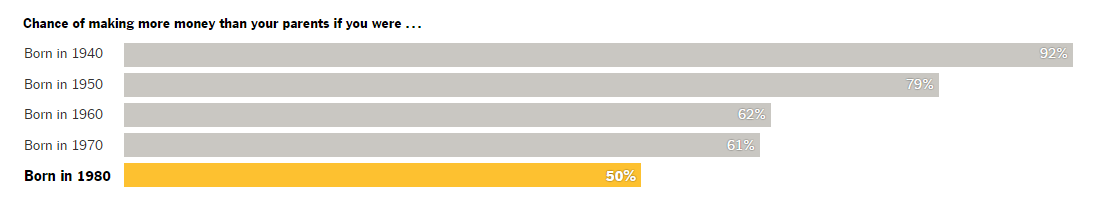 Chance of making more money than your parents if you were ...
Born in 1940 92%
Born in 1950 79%
Born in 1960 62%
Born in 1970 61%
Born in 1980 50%